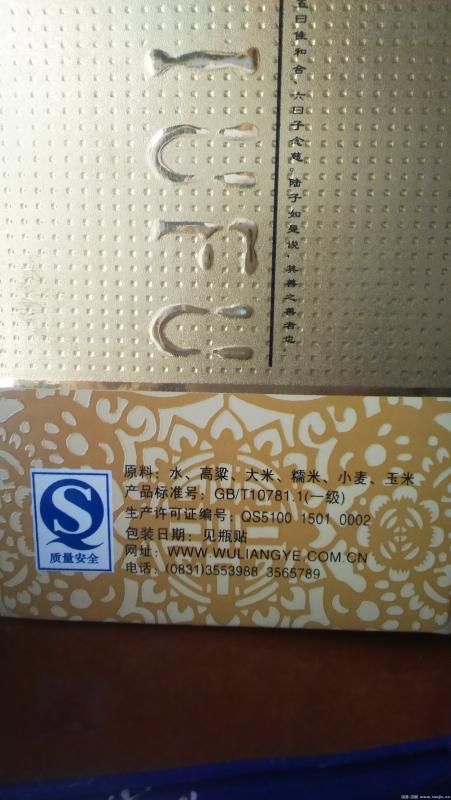 五曰佳和合,六曰子念慈。陆子如是说,其善之善者也。
IUFU
原料:水、高粱、大米、糯米、小麦、玉米
产品标准号:GB/T10781.1(一级)
生产许可证编号:QS5100 1501 0002
包装日期:见瓶贴
网址:WWW.WULIANGYE.COM.CN
电话:(0831)3553988 3565789
质量安全